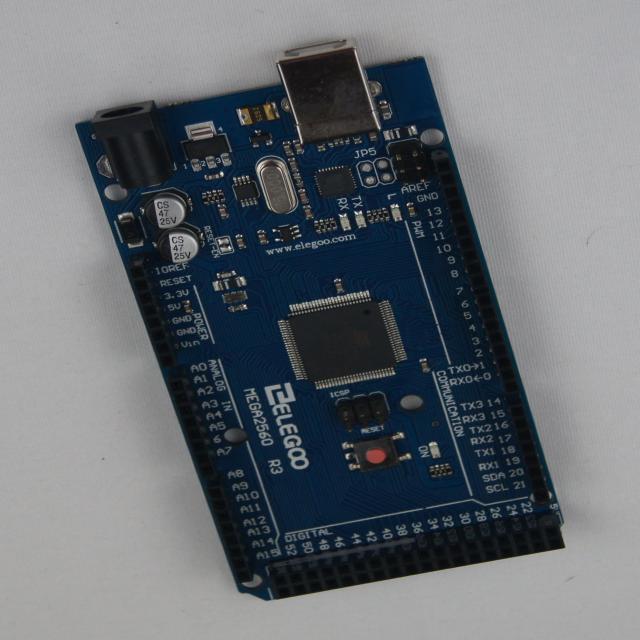 JP5
AREF
GND
13
12
11
10
9
8
7
6
5
4
3
2
PWM
TX0→1
RX0←0
COMMUNICATION
TX3 14
RX3 15
TX2 16
RX2 17
TX1 18
RX1 19
SDA 20
SCL 21
RX
TX
L
CS
47
25V
CS
47
25V
www.elegoo.com
IOREF
RESET
3.3V
5V
GND
GND
Vin
POWER
A0
A1
A2
A3
A4
A5
6
A7
ANALOG IN
A8
A9
A10
A11
A12
A13
A14
A15
ELEGOO
MEGA2560 R3
ICSP
RESET
ON
DIGITAL
52 50 48 46 44 42 40 38 36 34 32 30 28 26 24 22